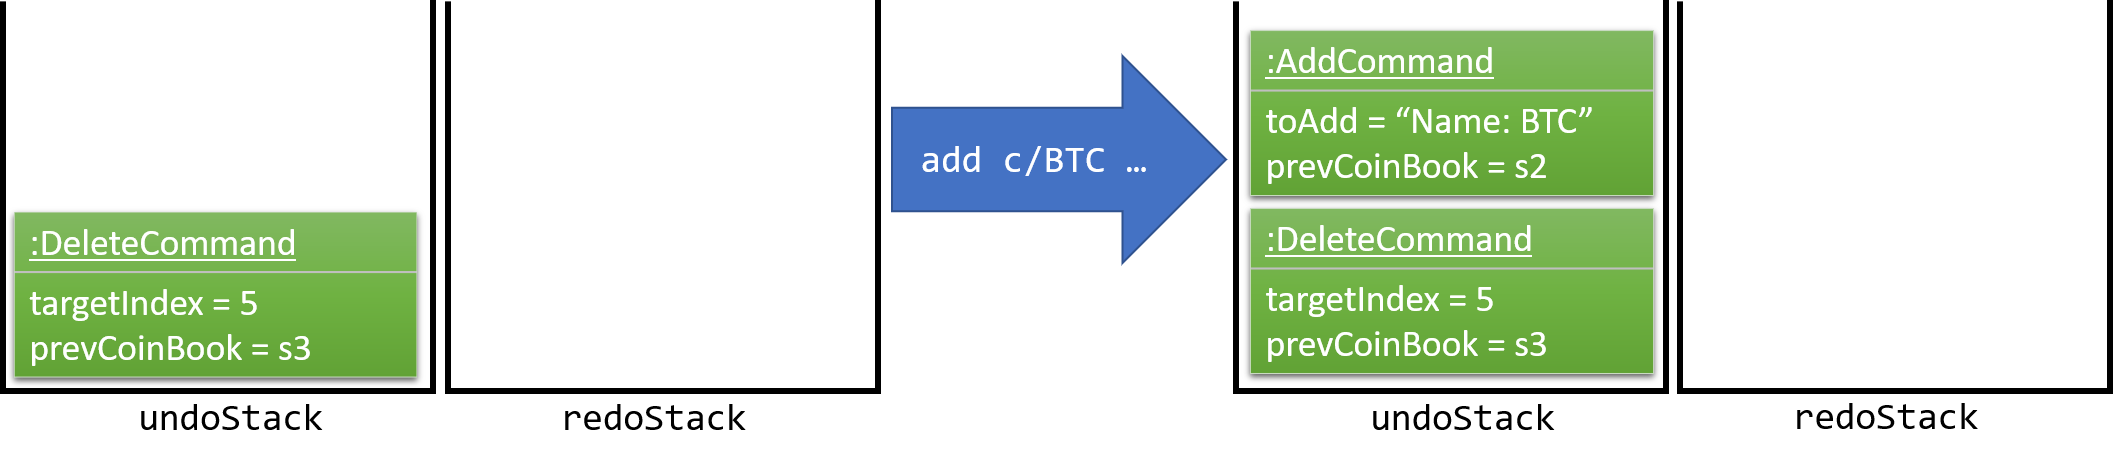 :DeleteCommand
targetIndex = 5
prevCoinBook = s3
undoStack
redoStack
add c/BTC …
:AddCommand
toAdd = “Name: BTC”
prevCoinBook = s2
:DeleteCommand
targetIndex = 5
prevCoinBook = s3
undoStack
redoStack